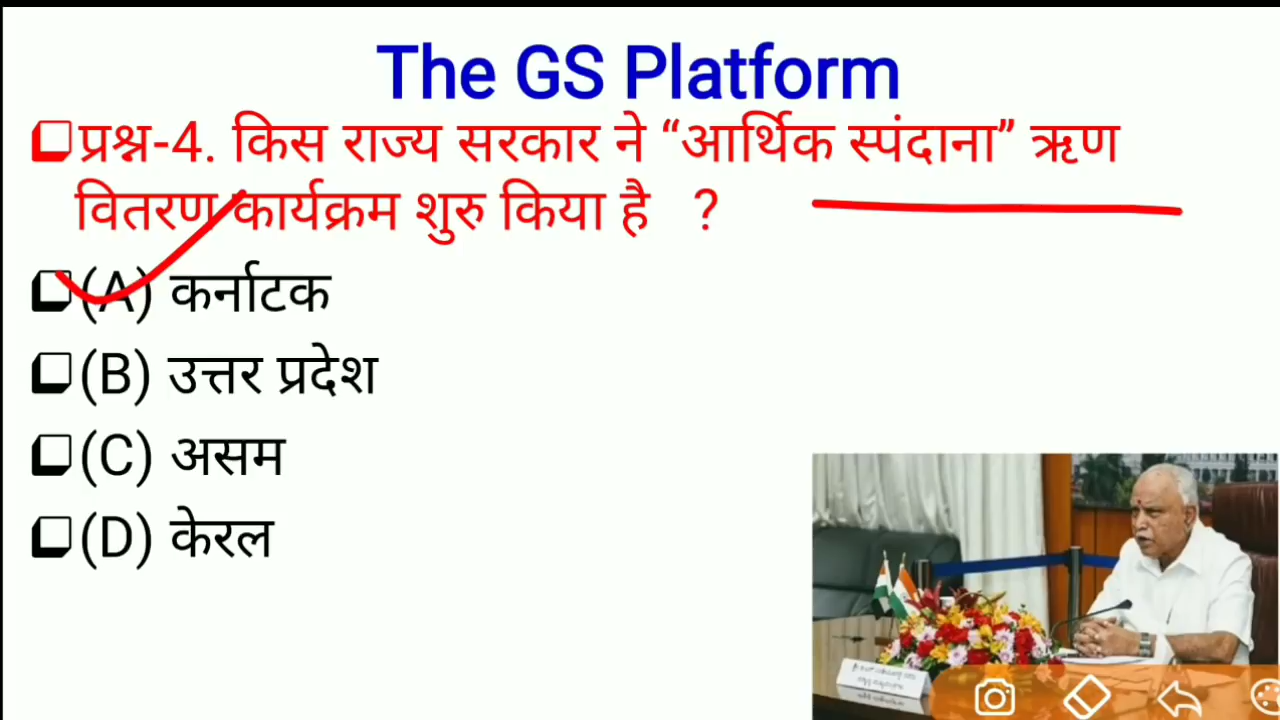 The GS Platform
प्रश्न-4. किस राज्य सरकार ने “आर्थिक स्पंदाना” ऋण
वितरण कार्यक्रम शुरु किया है ?
(A) कर्नाटक
(B) उत्तर प्रदेश
(C) असम
(D) केरल